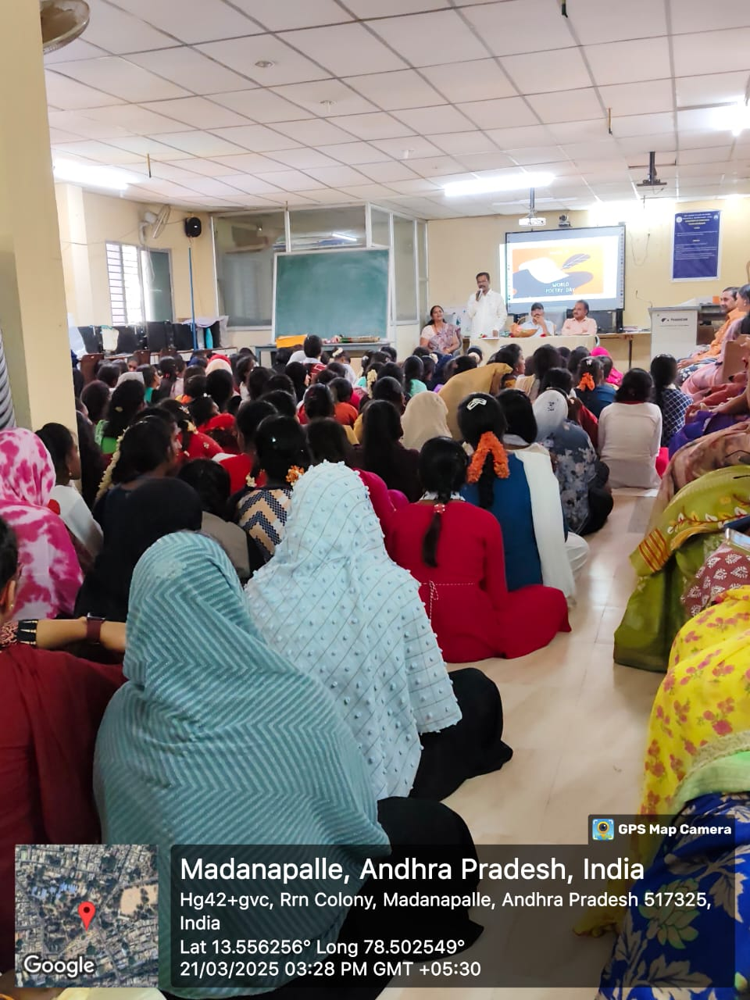 WORLD
POETRY DAY
GPS Map Camera
Madanapalle, Andhra Pradesh, India
Hg42+gvc, Rrn Colony, Madanapalle, Andhra Pradesh 517325,
India
Lat 13.556256° Long 78.502549°
21/03/2025 03:28 PM GMT +05:30
Google